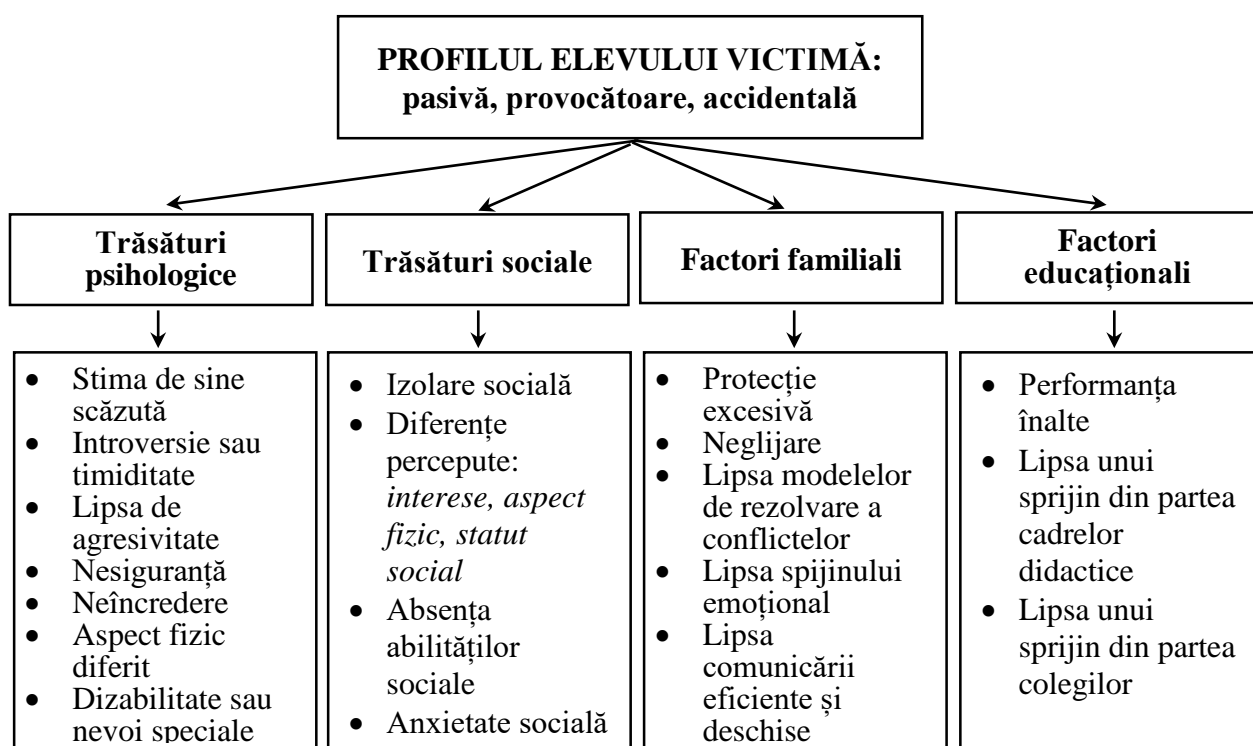 PROFILUL ELEVULUI VICTIMĂ:
pasivă, provocătoare, accidentală
Trăsături
psihologice
Trăsături sociale
Factori familiali
Factori
educaționali
• Stima de sine
scăzută
• Introversie sau
timiditate
• Lipsa de
agresivitate
• Nesiguranță
• Neîncredere
• Aspect fizic
diferit
• Dizabilitate sau
nevoi speciale
• Izolare socială
• Diferențe
percepute:
interese, aspect
fizic, statut
social
• Absența
abilităților
sociale
• Anxietate socială
• Protecție
excesivă
• Neglijare
• Lipsa modelelor
de rezolvare a
conflictelor
• Lipsa spijinului
emoțional
• Lipsa
comunicării
eficiente și
deschise
• Performanța
înalte
• Lipsa unui
sprijin din partea
cadrelor
didactice
• Lipsa unui
sprijin din partea
colegilor